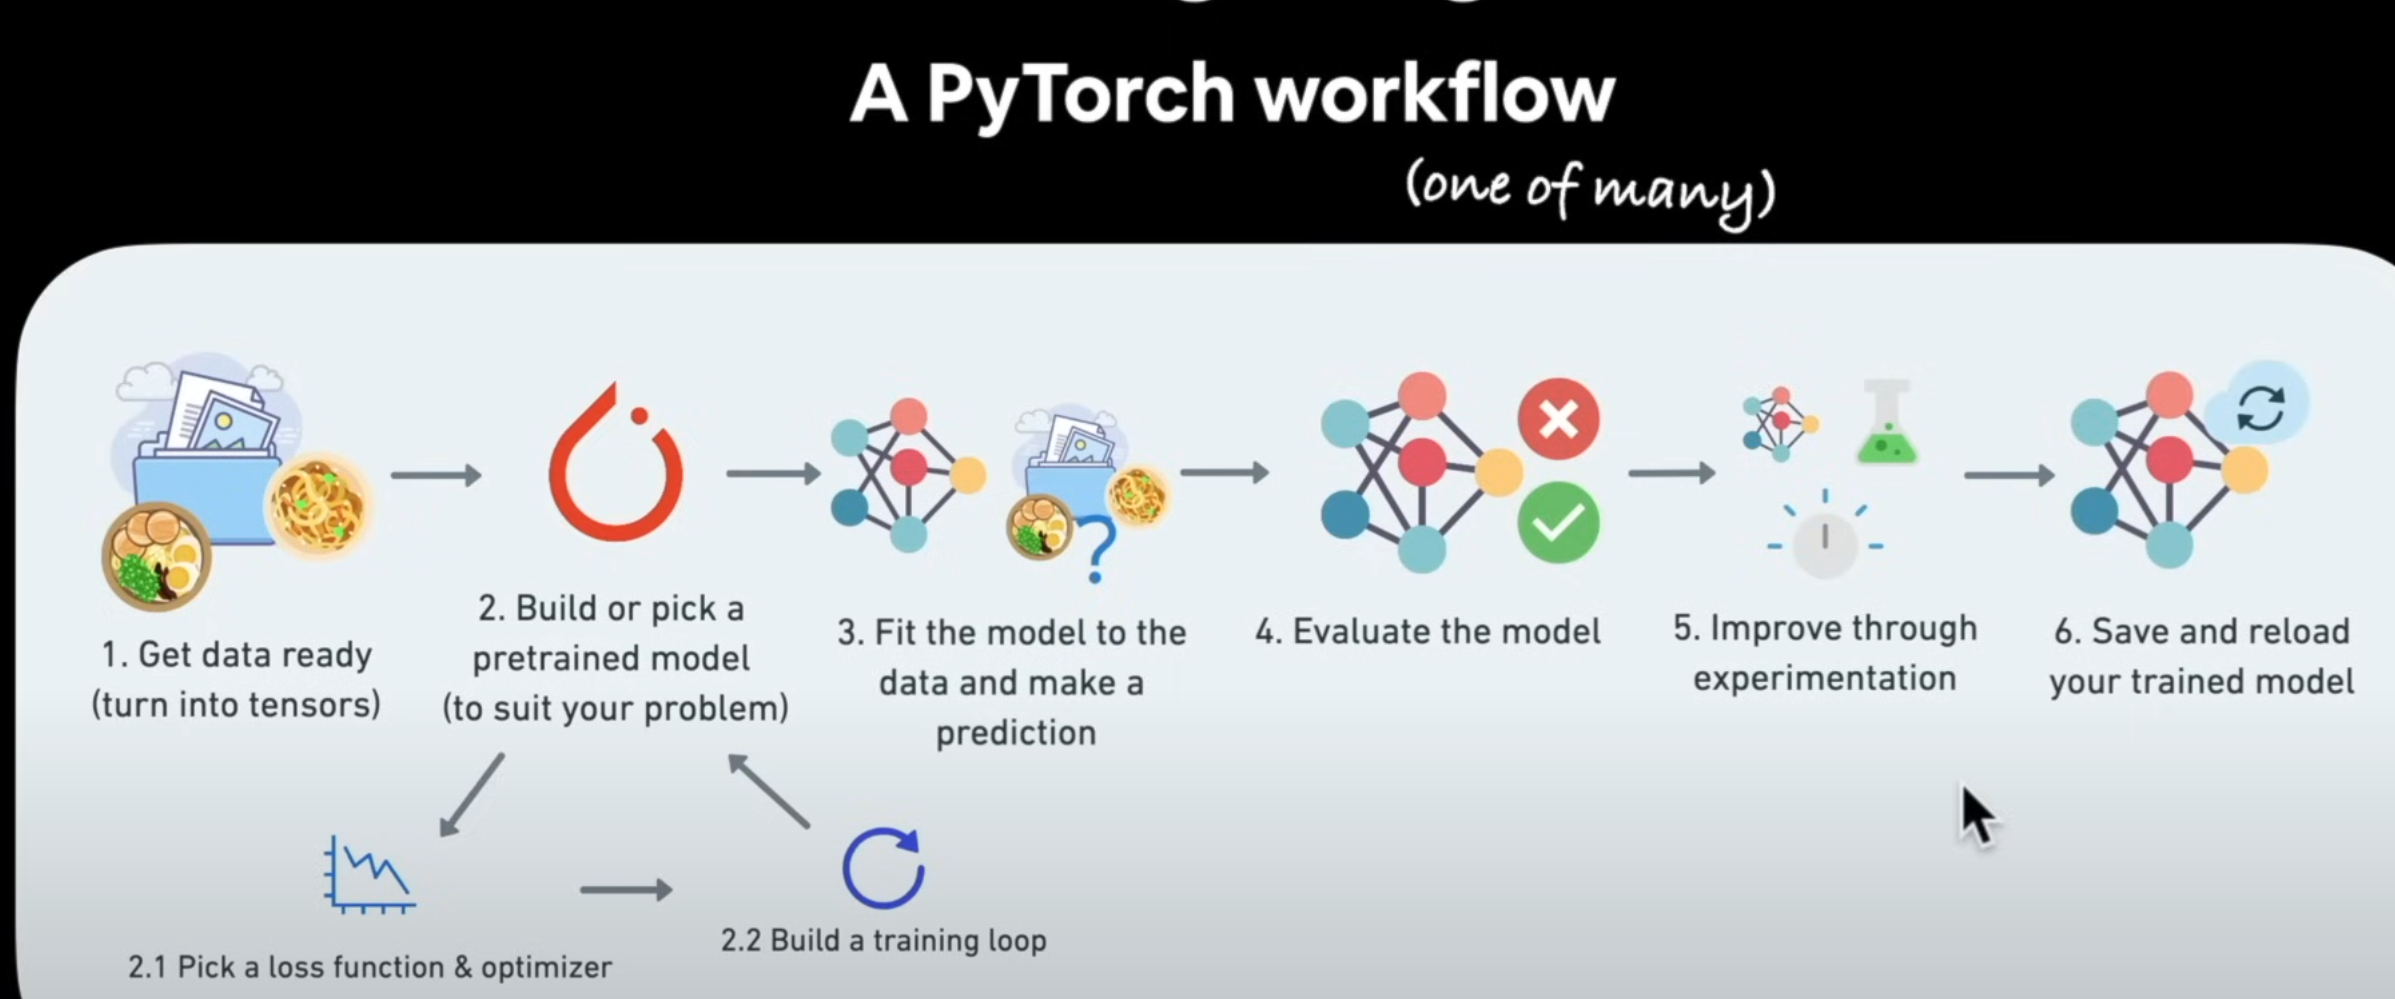 A PyTorch workflow
(one of many)
1. Get data ready
(turn into tensors)
2. Build or pick a
pretrained model
(to suit your problem)
3. Fit the model to the
data and make a
prediction
4. Evaluate the model
5. Improve through
experimentation
6. Save and reload
your trained model
2.1 Pick a loss function & optimizer
2.2 Build a training loop